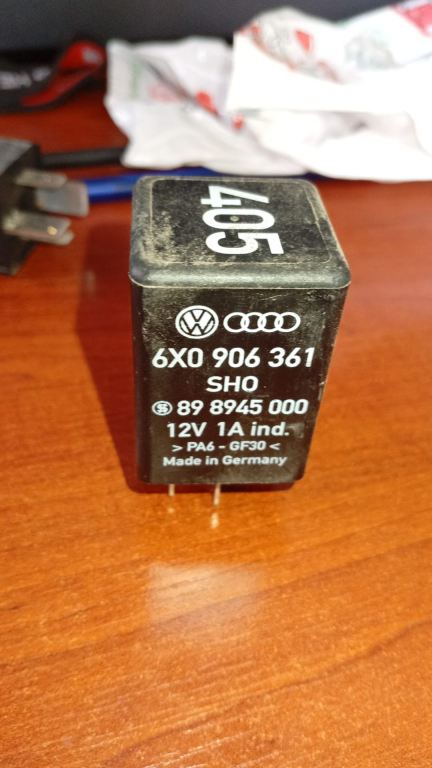 405
6X0 906 361
SHO
89 8945 000
12V 1A ind.
> PA6 - GF30 <
Made in Germany